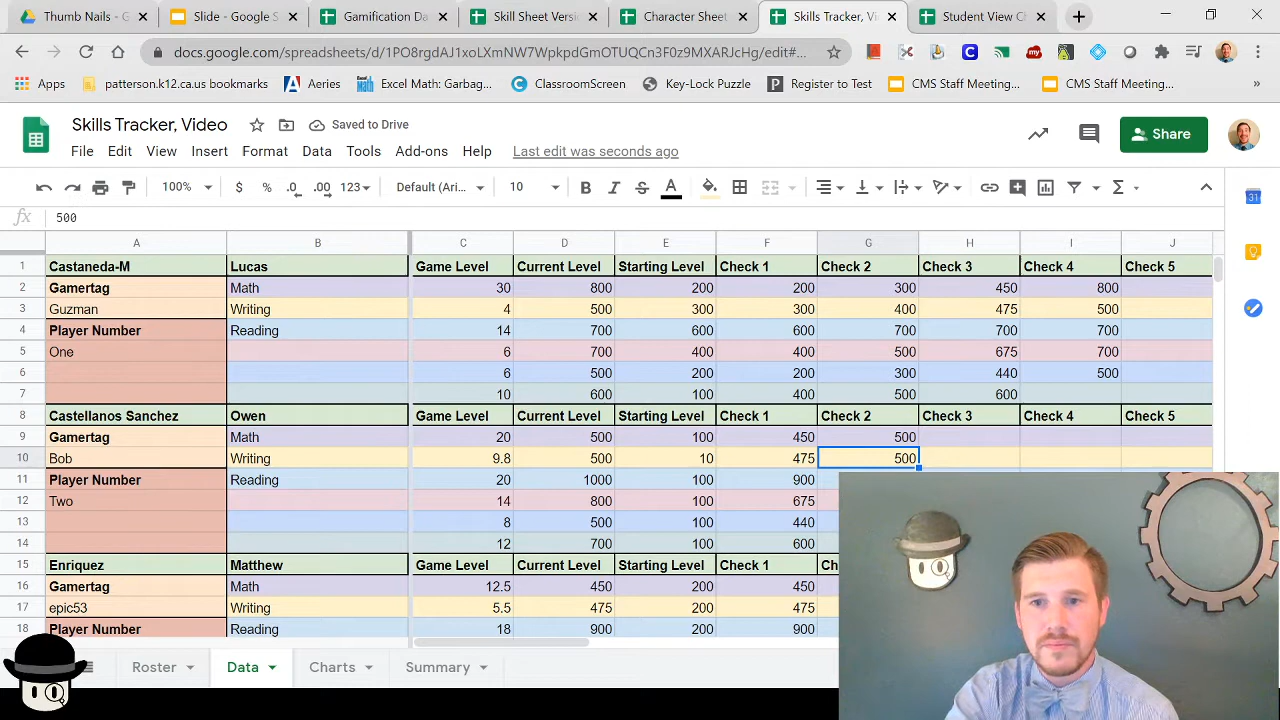 Thumb Nails - G
Slide - Google S
Gamification Da
Skill Sheet Versi
Character Sheet
Skills Tracker, Vi
Student View Ch
docs.google.com/spreadsheets/d/1PO8rgdAJ1xoLXmNW7WpkpdGmOTUQCn3F0z9MXARJcHg/edit#...
Apps patterson.k12.ca.us bookmarks Aeries Excel Math: Garbag... ClassroomScreen Key-Lock Puzzle Register to Test CMS Staff Meeting... CMS Staff Meeting... »
Skills Tracker, Video Saved to Drive
Share
File Edit View Insert Format Data Tools Add-ons Help Last edit was seconds ago
100% $ % .0 .00 123 Default (Ari... 10 B I S A Σ
fx 500
A B C D E F G H I J
1 Castaneda-M Lucas Game Level Current Level Starting Level Check 1 Check 2 Check 3 Check 4 Check 5
2 Gamertag Math 30 800 200 200 300 450 800
3 Guzman Writing 4 500 300 300 400 475 500
4 Player Number Reading 14 700 600 600 700 700 700
5 One 6 700 400 400 500 675 700
6 6 500 200 200 300 440 500
7 10 600 100 400 500 600
8 Castellanos Sanchez Owen Game Level Current Level Starting Level Check 1 Check 2 Check 3 Check 4 Check 5
9 Gamertag Math 20 500 100 450 500
10 Bob Writing 9.8 500 10 475 500
11 Player Number Reading 20 1000 100 900
12 Two 14 800 100 675
13 8 500 100 440
14 12 700 100 600
15 Enriquez Matthew Game Level Current Level Starting Level Check 1 Ch
16 Gamertag Math 12.5 450 200 450
17 epic53 Writing 5.5 475 200 475
18 Player Number Reading 18 900 200 900
Roster Data Charts Summary